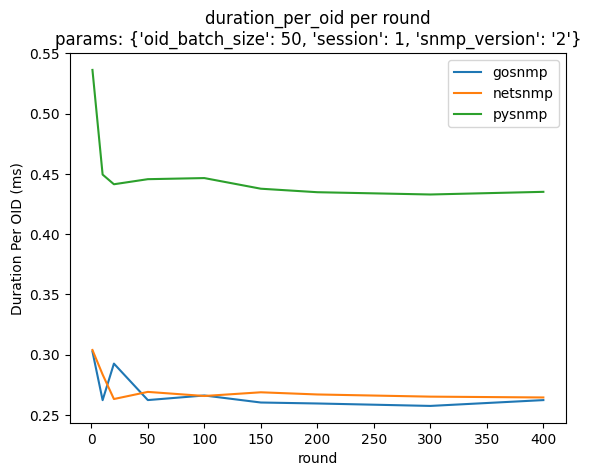 duration_per_oid per round
params: {'oid_batch_size': 50, 'session': 1, 'snmp_version': '2'}
0.55
0.50
0.45
0.40
0.35
0.30
0.25
Duration Per OID (ms)
gosnmp
netsnmp
pysnmp
0 50 100 150 200 250 300 350 400
round